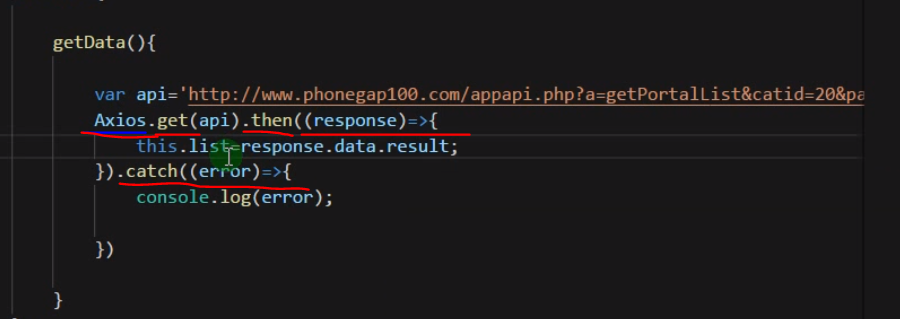 getData(){
var api='http://www.phonegap100.com/appapi.php?a=getPortalList&catid=20&pa
Axios.get(api).then((response)=>{
this.list=response.data.result;
}).catch((error)=>{
console.log(error);
})
}